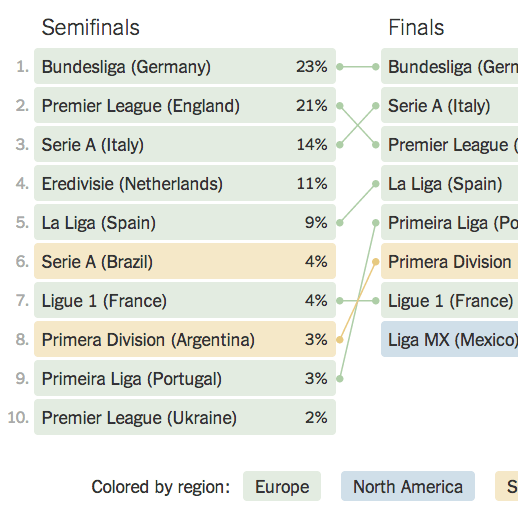 Semifinals
1. Bundesliga (Germany) 23%
2. Premier League (England) 21%
3. Serie A (Italy) 14%
4. Eredivisie (Netherlands) 11%
5. La Liga (Spain) 9%
6. Serie A (Brazil) 4%
7. Ligue 1 (France) 4%
8. Primera Division (Argentina) 3%
9. Primeira Liga (Portugal) 3%
10. Premier League (Ukraine) 2%
Finals
Bundesliga (Germ
Serie A (Italy)
Premier League (
La Liga (Spain)
Primeira Liga (Po
Primera Division
Ligue 1 (France)
Liga MX (Mexico)
Colored by region: Europe North America S